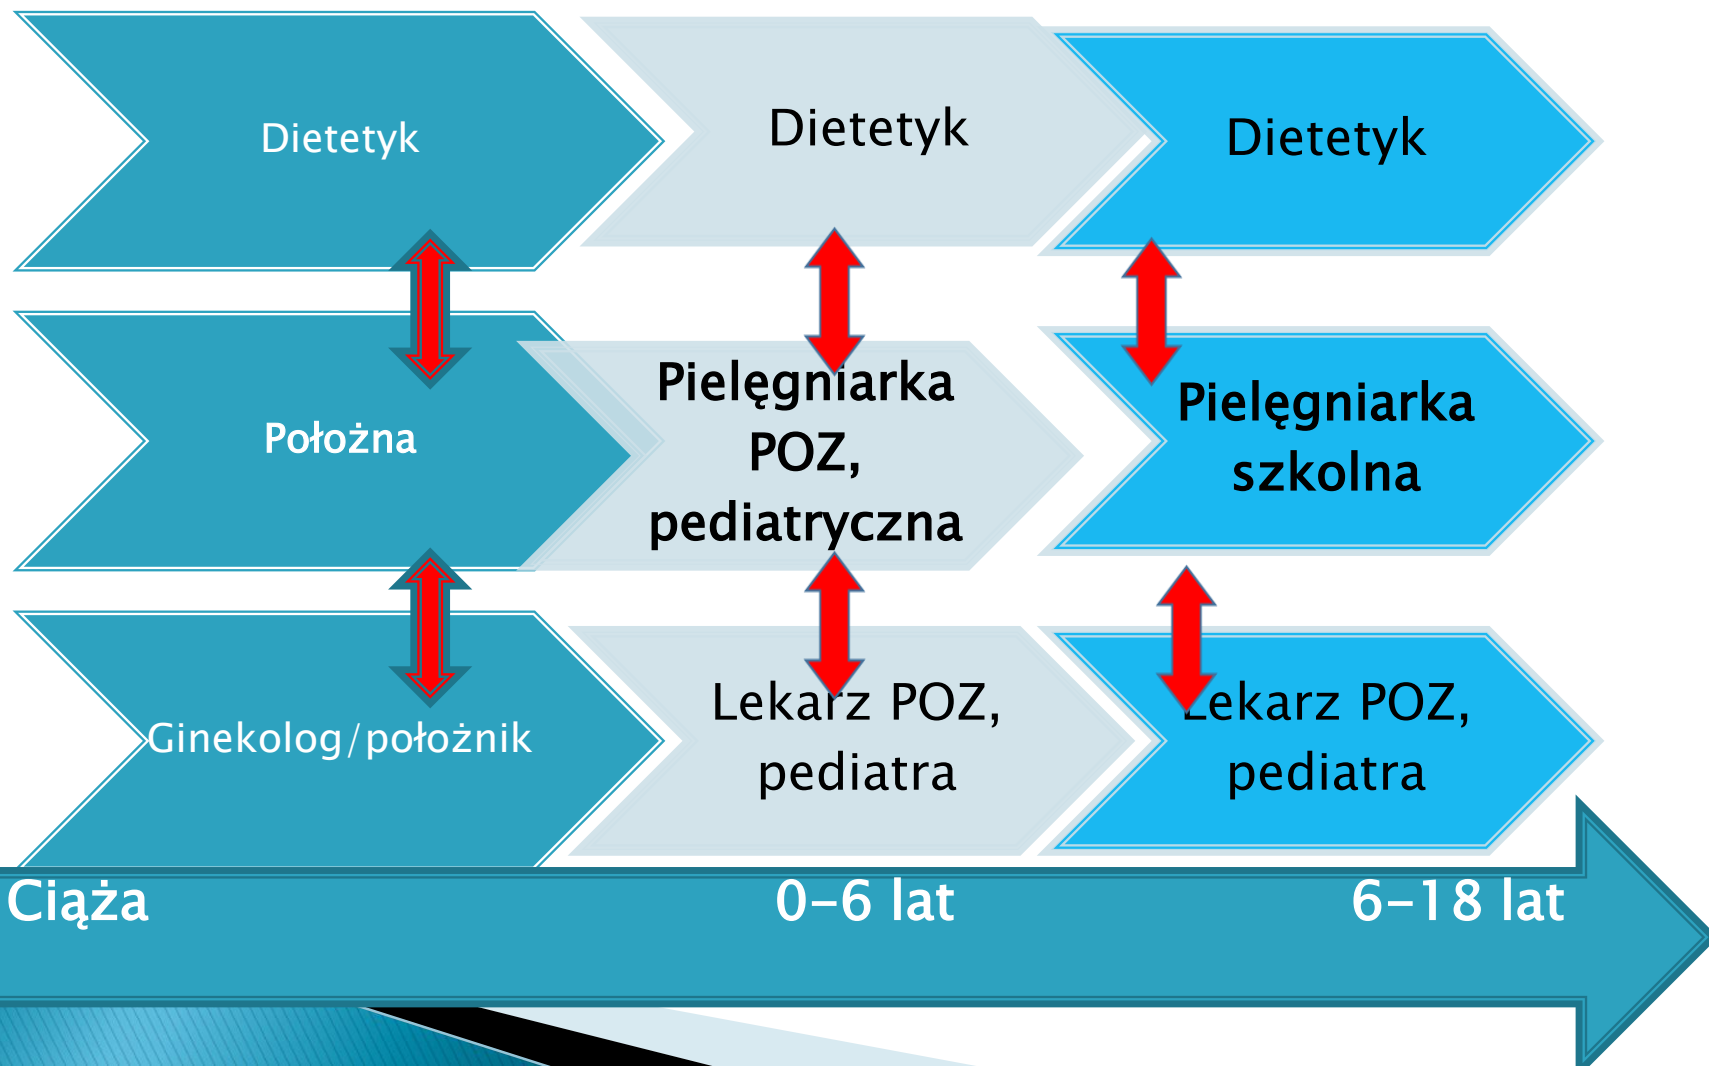 Dietetyk
Dietetyk
Dietetyk
Położna
Pielęgniarka
POZ,
pediatryczna
Pielęgniarka
szkolna
Ginekolog/położnik
Lekarz POZ,
pediatra
Lekarz POZ,
pediatra
Ciąża
0-6 lat
6-18 lat